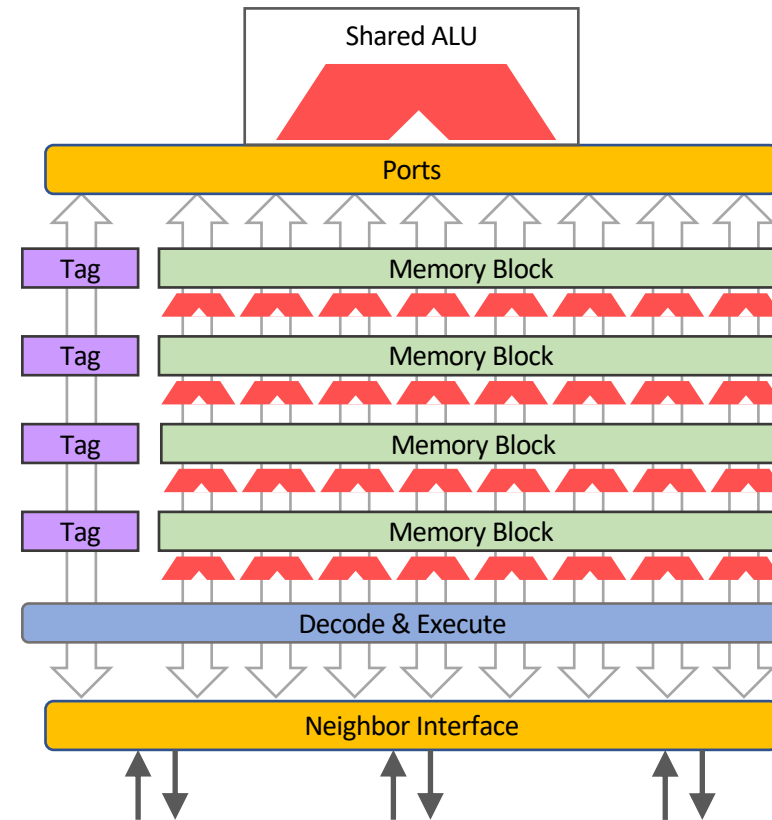 Shared ALU
Ports
Tag
Memory Block
Tag
Memory Block
Tag
Memory Block
Tag
Memory Block
Decode & Execute
Neighbor Interface